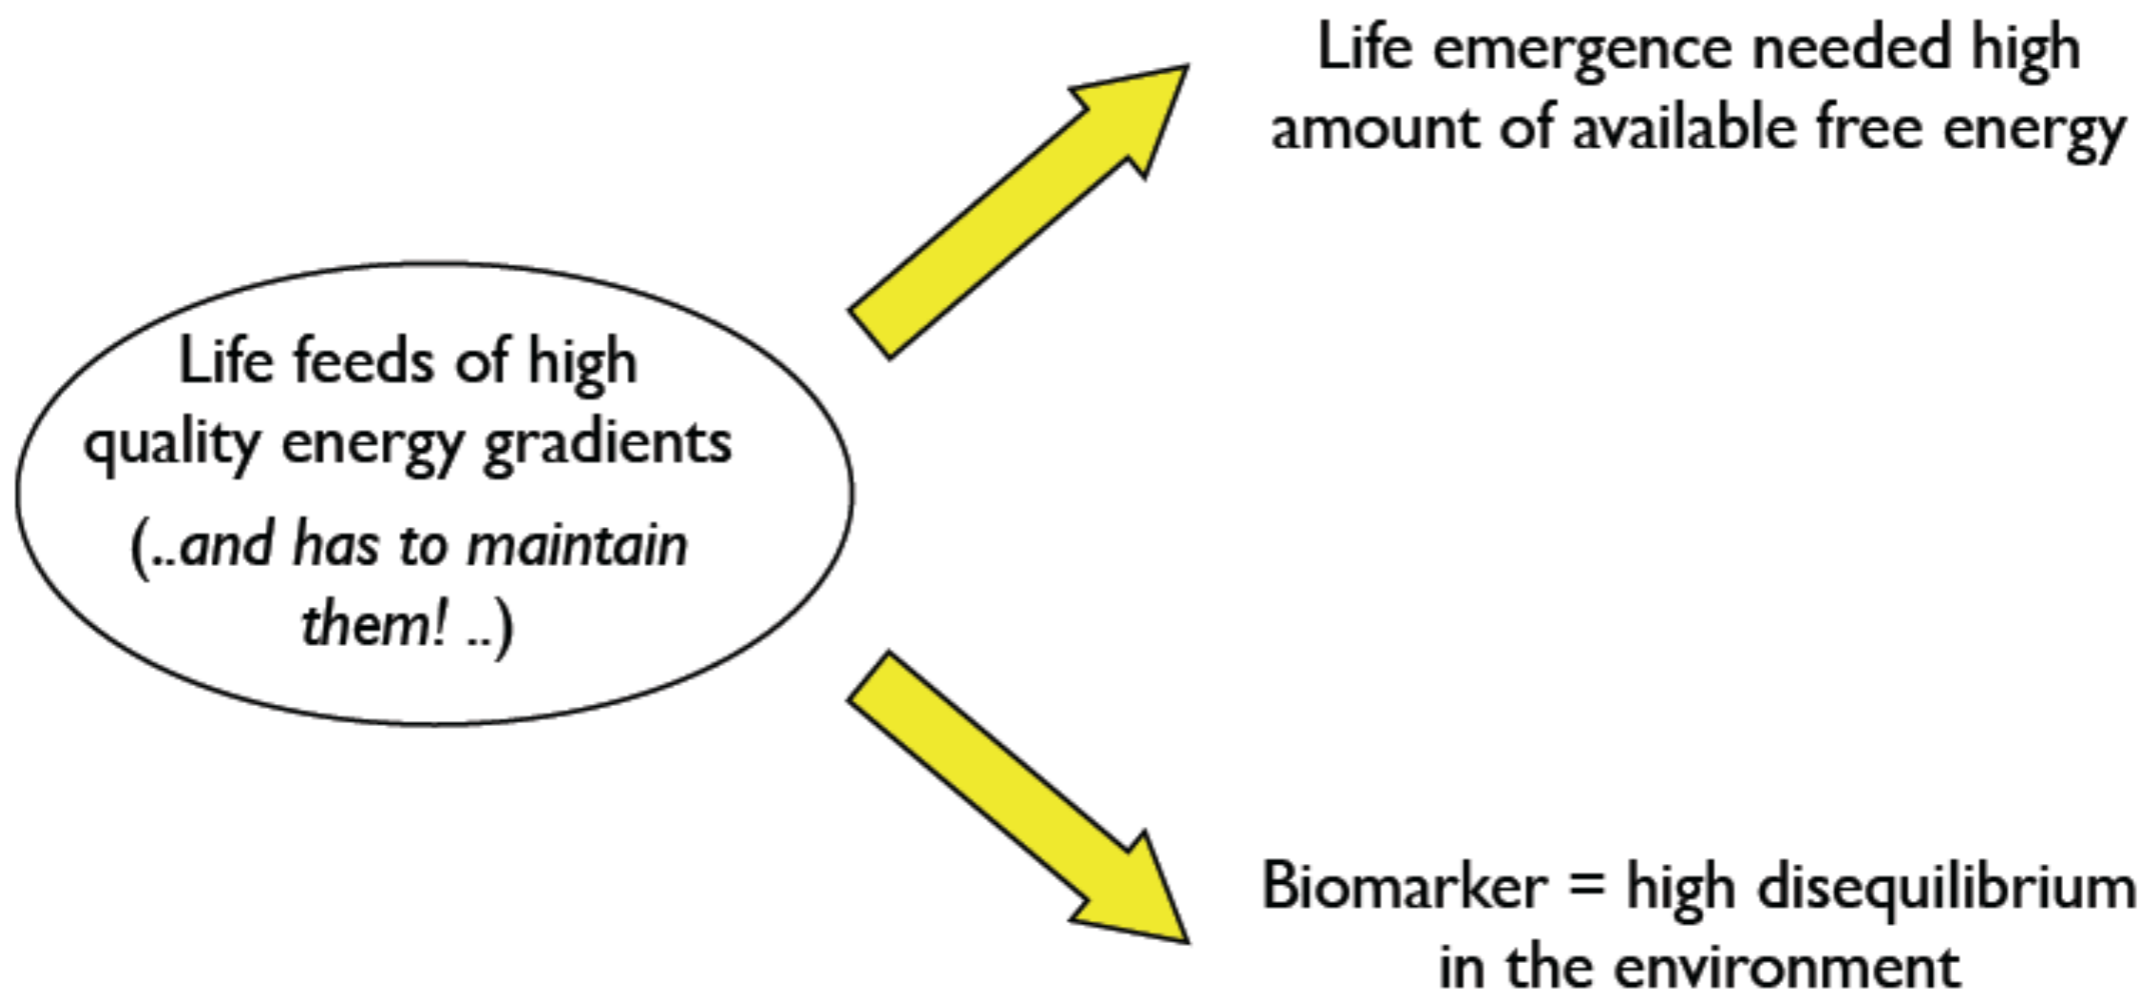 Life emergence needed high
amount of available free energy
Life feeds of high
quality energy gradients
(..and has to maintain
them! ..)
Biomarker = high disequilibrium
in the environment